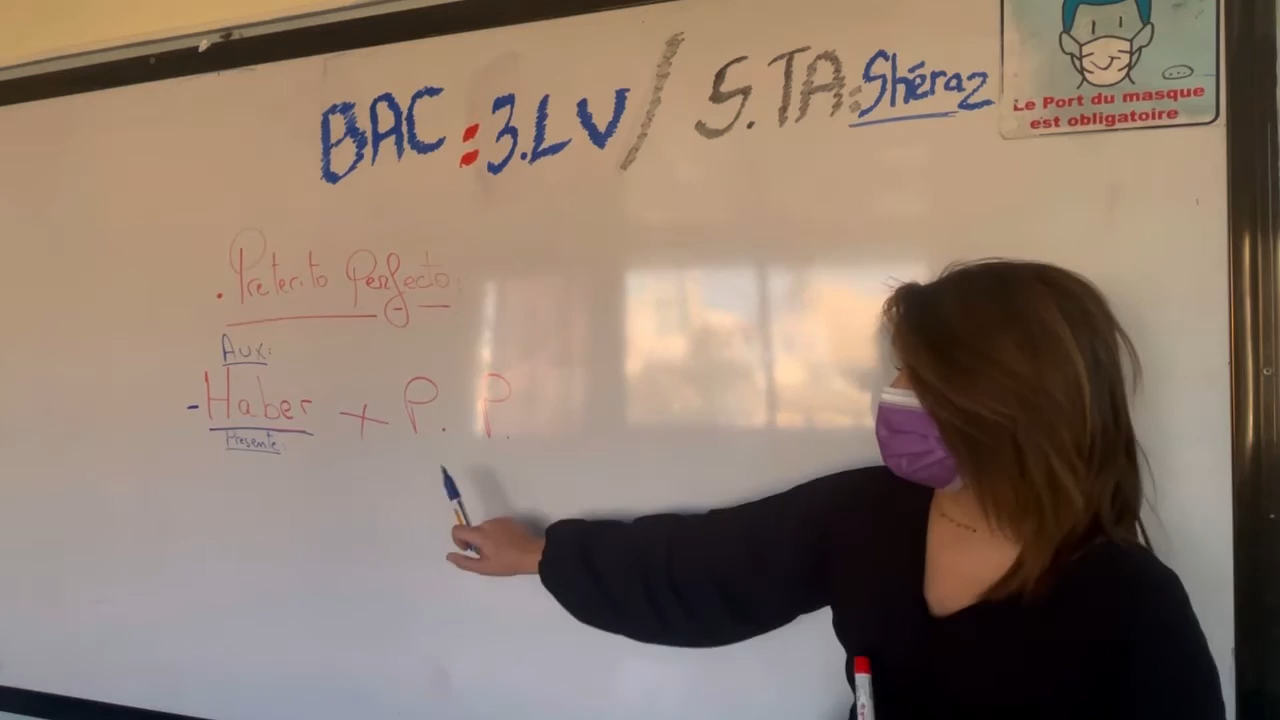 BAC : 3.LV / S.TA: Shéraz
Le Port du masque
est obligatoire
. Preterito Perfecto:
Aux:
- Haber + P. P.
Presente: